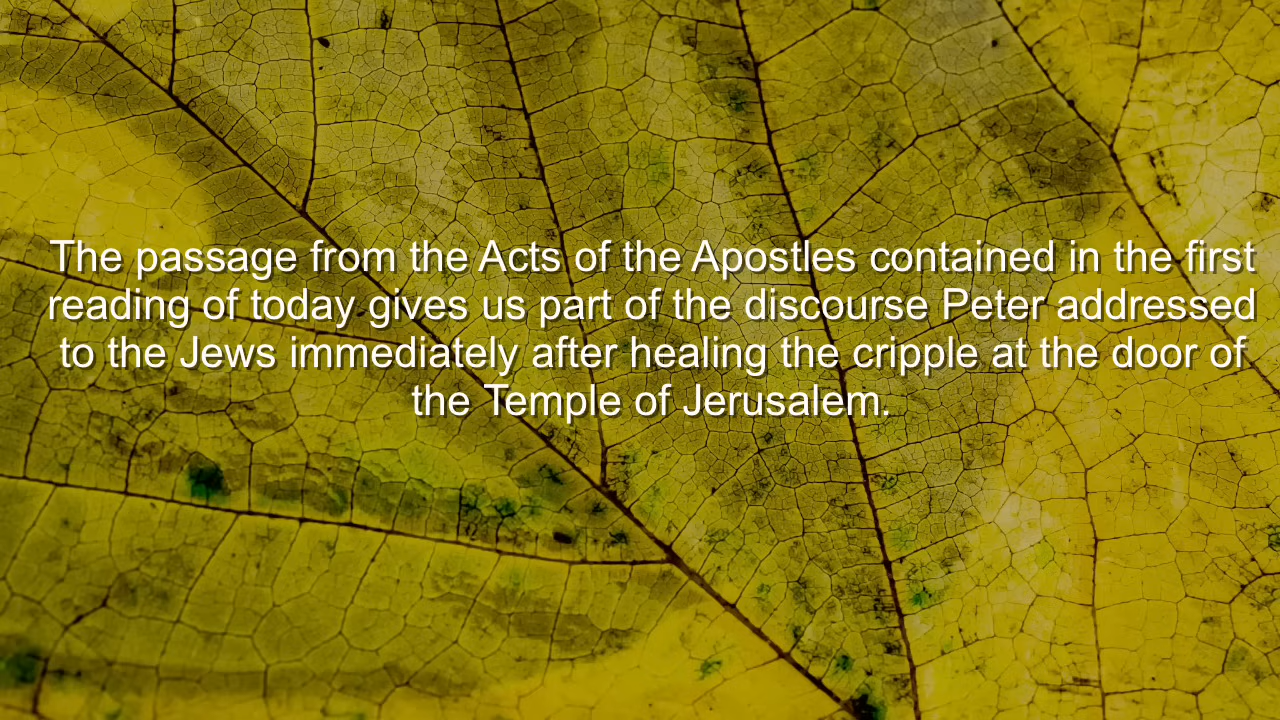 The passage from the Acts of the Apostles contained in the first
reading of today gives us part of the discourse Peter addressed
to the Jews immediately after healing the cripple at the door of
the Temple of Jerusalem.